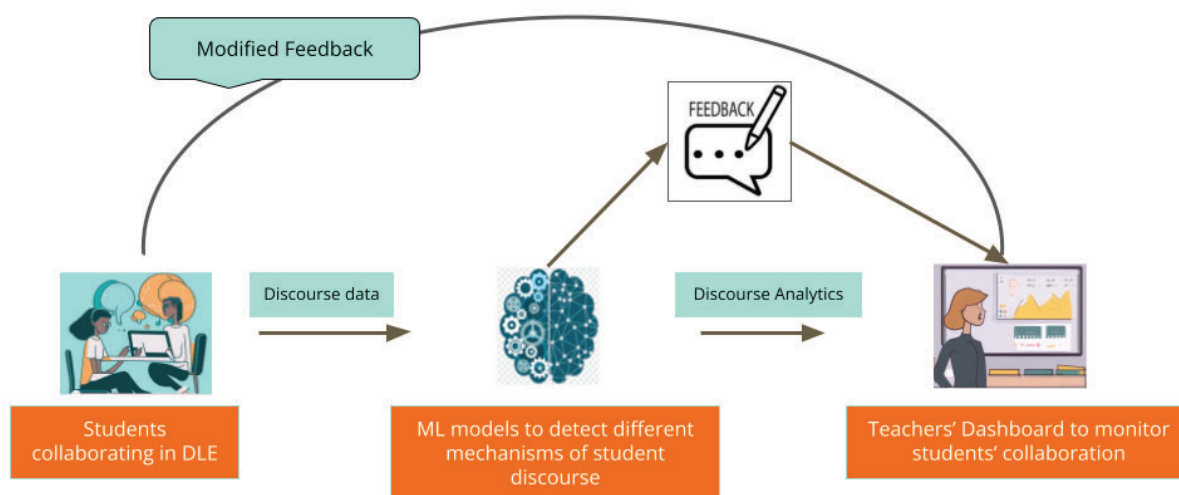 Modified Feedback
FEEDBACK
Discourse data
Discourse Analytics
Students
collaborating in DLE
ML models to detect different
mechanisms of student
discourse
Teachers' Dashboard to monitor
students' collaboration